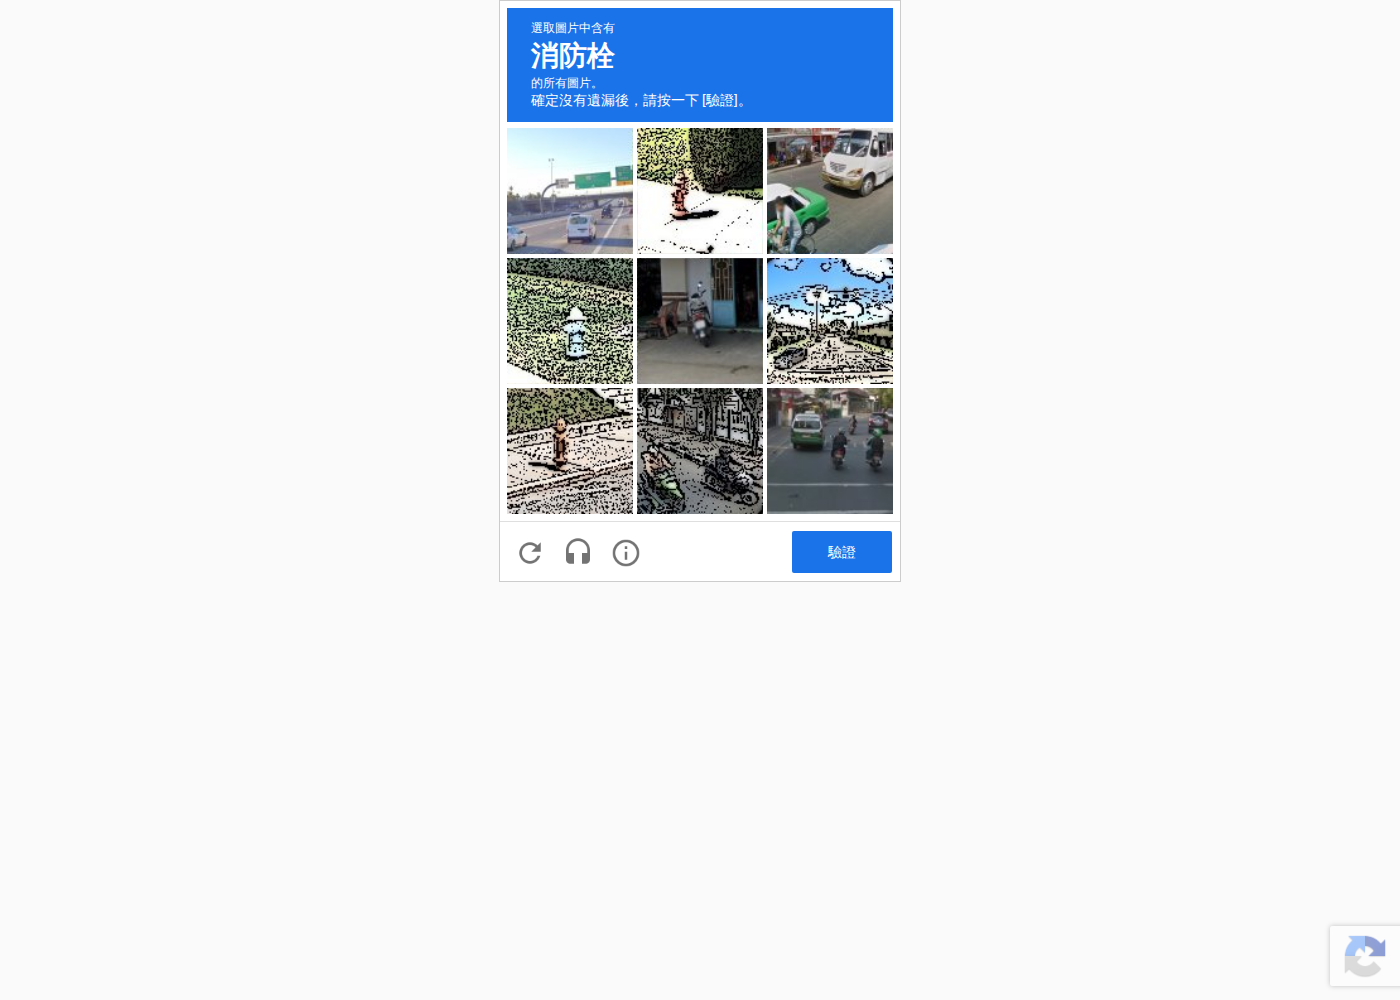 選取圖片中含有
消防栓
的所有圖片。
確定沒有遺漏後，請按一下 [驗證]。
驗證